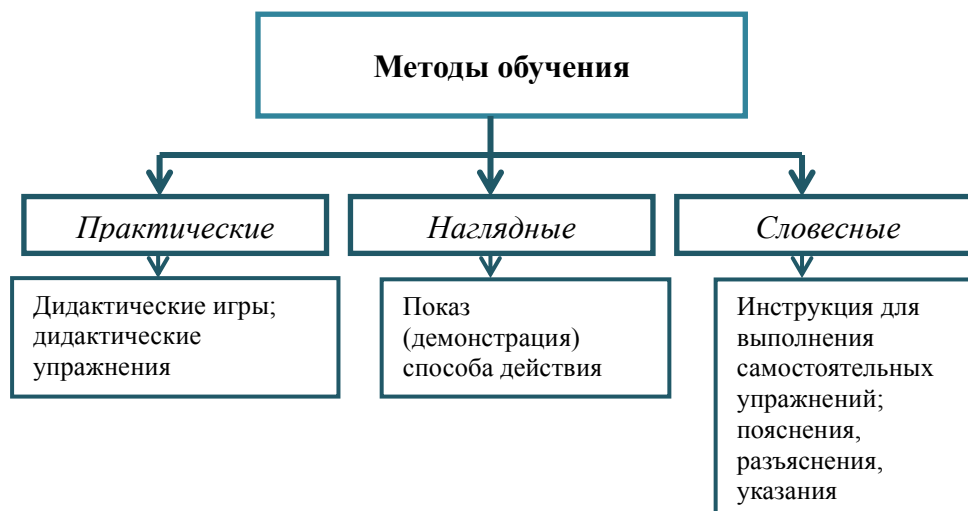 Методы обучения
Практические
Наглядные
Словесные
Дидактические игры;
дидактические
упражнения
Показ
(демонстрация)
способа действия
Инструкция для
выполнения
самостоятельных
упражнений;
пояснения,
разъяснения,
указания